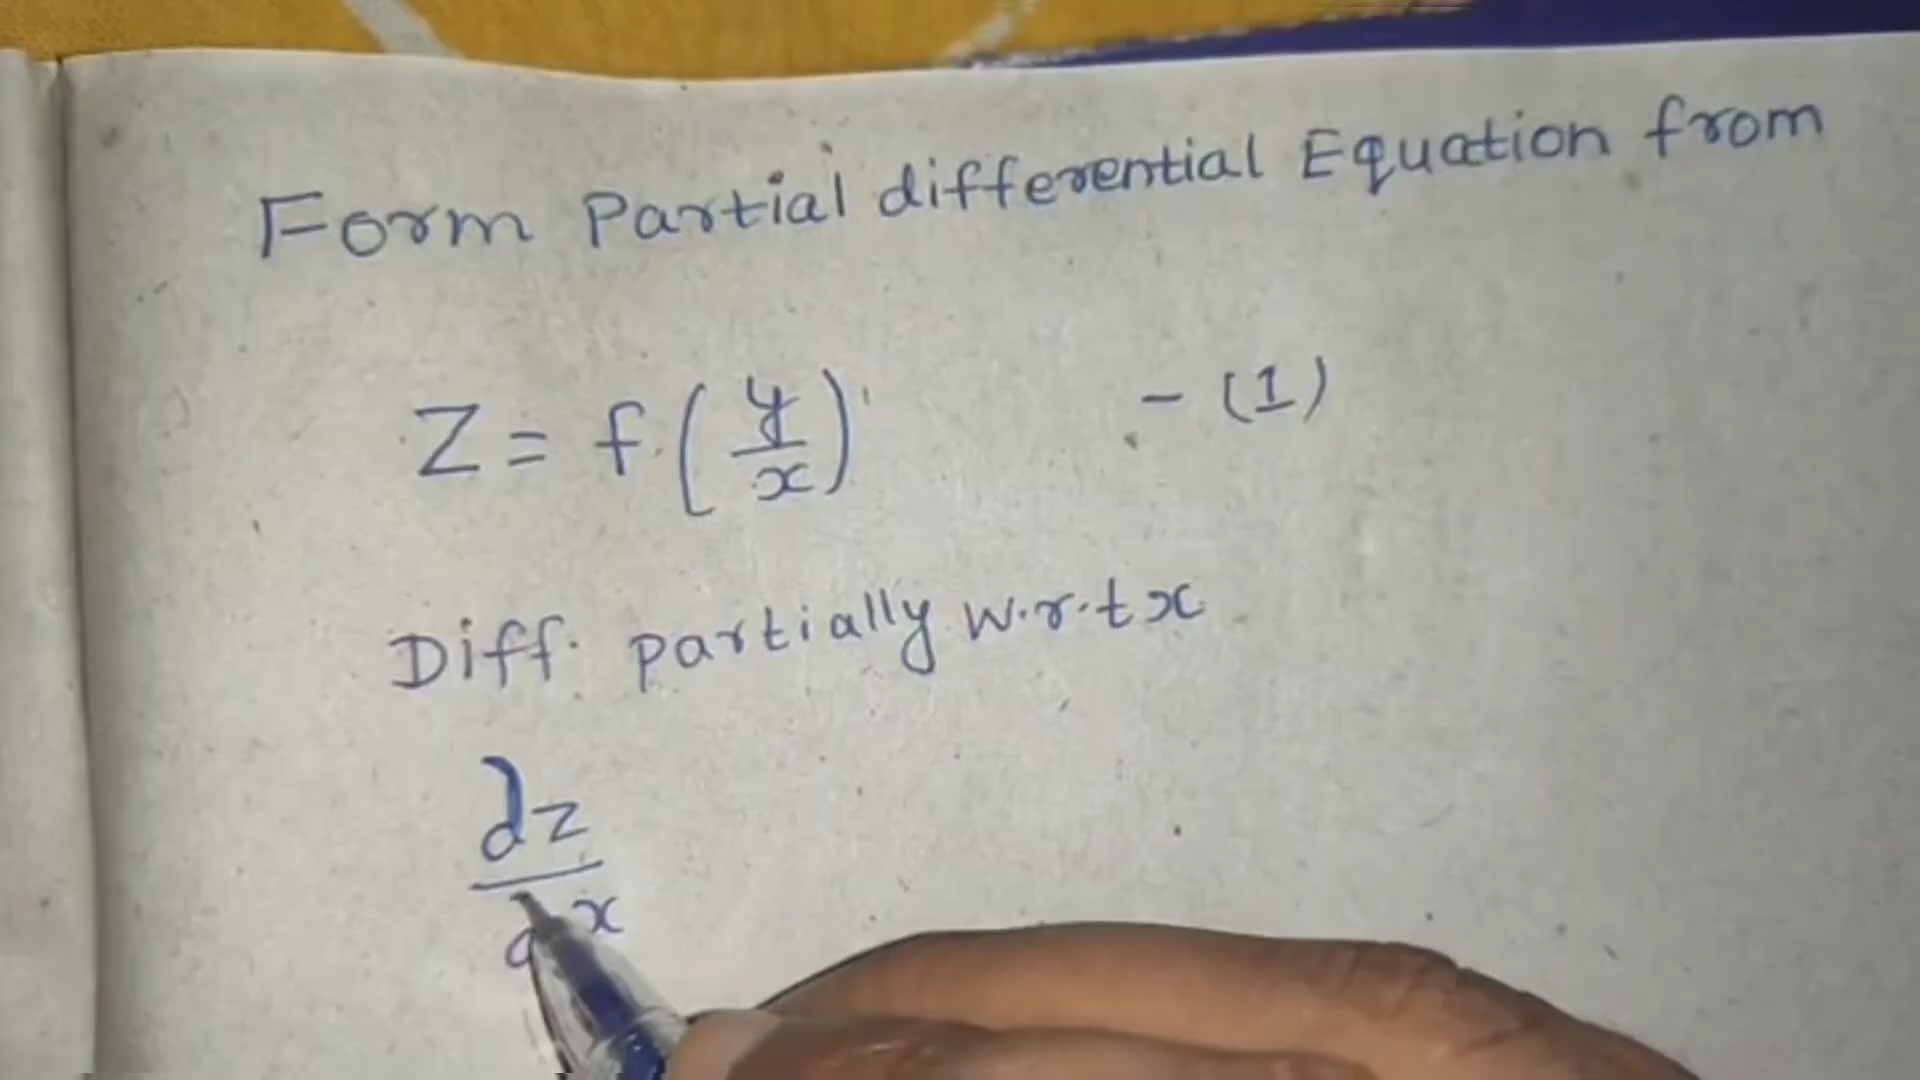 Form Partial differential Equation from
Z = f(y/x) - (1)
Diff. partially w.r.t x
∂z/∂x